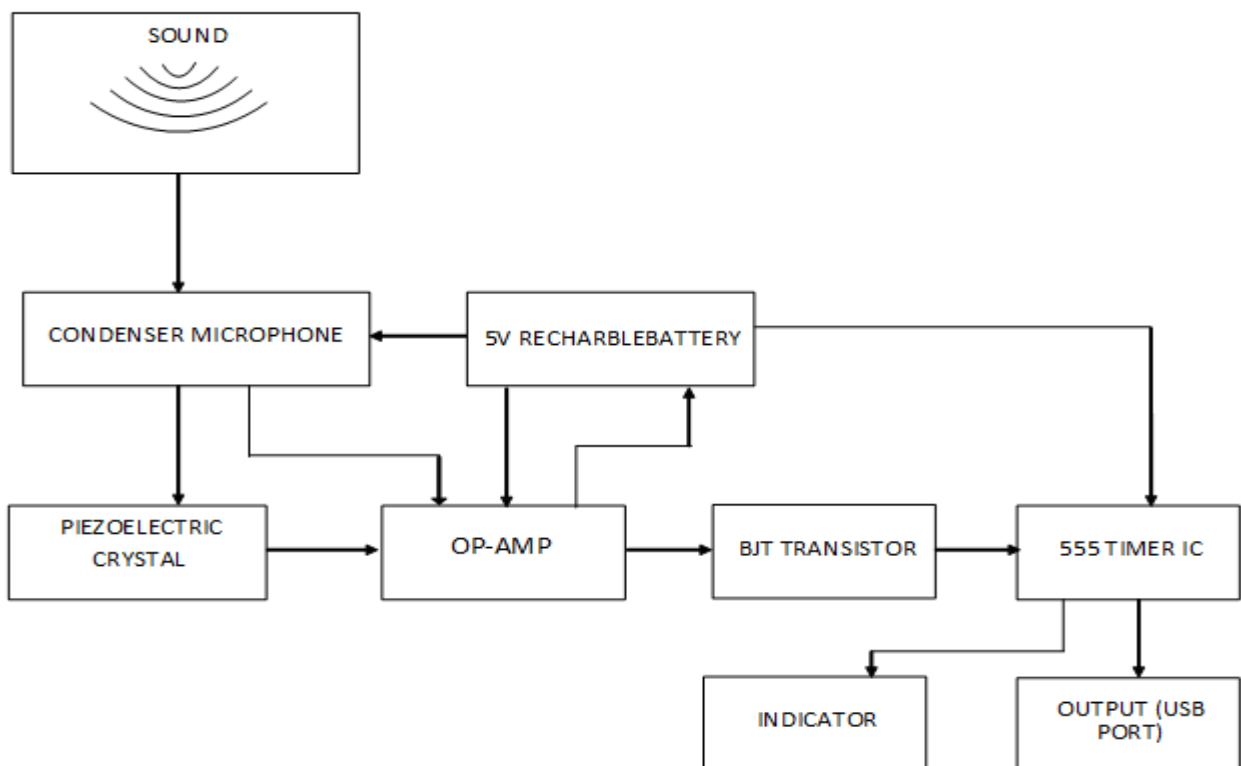 SOUND
CONDENSER MICROPHONE
5V RECHARBLEBATTERY
PIEZOELECTRIC
CRYSTAL
OP-AMP
BJT TRANSISTOR
555 TIMER IC
INDICATOR
OUTPUT (USB
PORT)